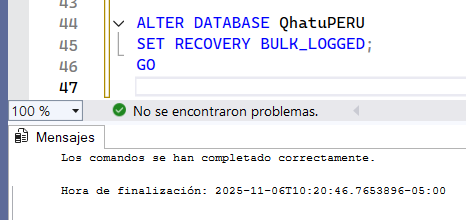 43
44 ALTER DATABASE QhatuPERU
45 SET RECOVERY BULK_LOGGED;
46 GO
47
100 % No se encontraron problemas.
Mensajes
Los comandos se han completado correctamente.
Hora de finalización: 2025-11-06T10:20:46.7653896-05:00